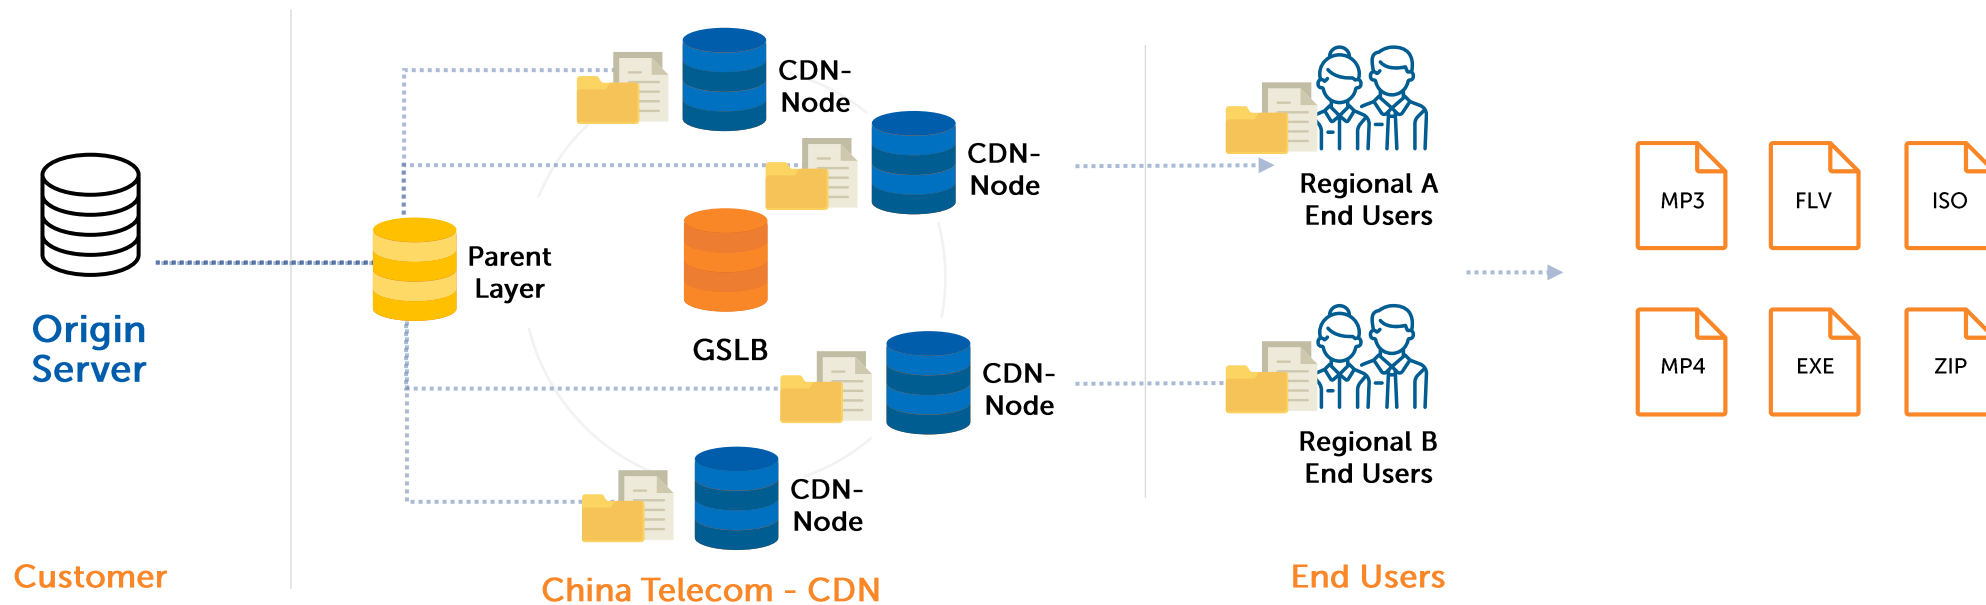 Origin
Server
Customer
Parent
Layer
CDN-
Node
CDN-
Node
GSLB
CDN-
Node
CDN-
Node
China Telecom - CDN
Regional A
End Users
Regional B
End Users
End Users
MP3
FLV
ISO
MP4
EXE
ZIP